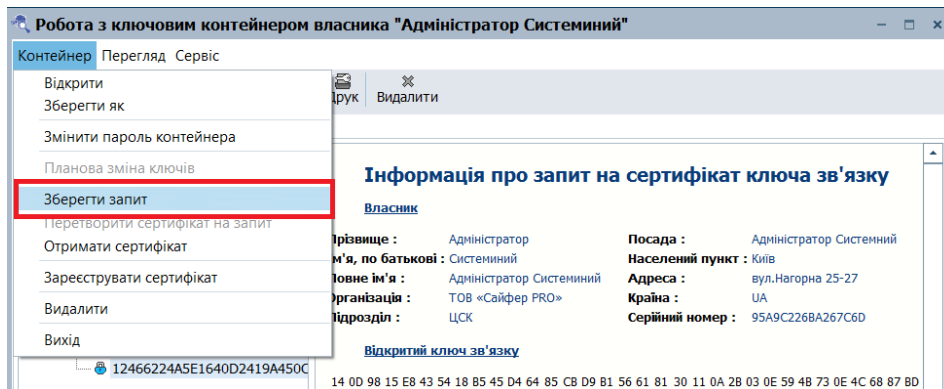 Робота з ключовим контейнером власника "Адміністратор Системиний"
Контейнер Перегляд Сервіс
Відкрити
Зберегти як
Змінити пароль контейнера
Планова зміна ключів
Зберегти запит
Перетворити сертифікат на запит
Отримати сертифікат
Зареєструвати сертифікат
Видалити
Вихід
Друк Видалити
Інформація про запит на сертифікат ключа зв'язку
Власник
Прізвище : Адміністратор Посада : Адміністратор Системний
м'я, по батькові : Системиний Населений пункт : Київ
Повне ім'я : Адміністратор Системиний Адреса : вул.Нагорна 25-27
Організація : ТОВ «Сайфер PRO» Країна : UA
Підрозділ : ЦСК Серійний номер : 95A9C226BA267C6D
Відкритий ключ зв'язку
12466224A5E1640D2419A450C
14 0D 98 15 E8 43 54 18 B5 45 D4 64 85 CB D9 B1 56 61 81 30 11 0A 2B 03 0E 59 4B 73 0E 4C 68 87 BD